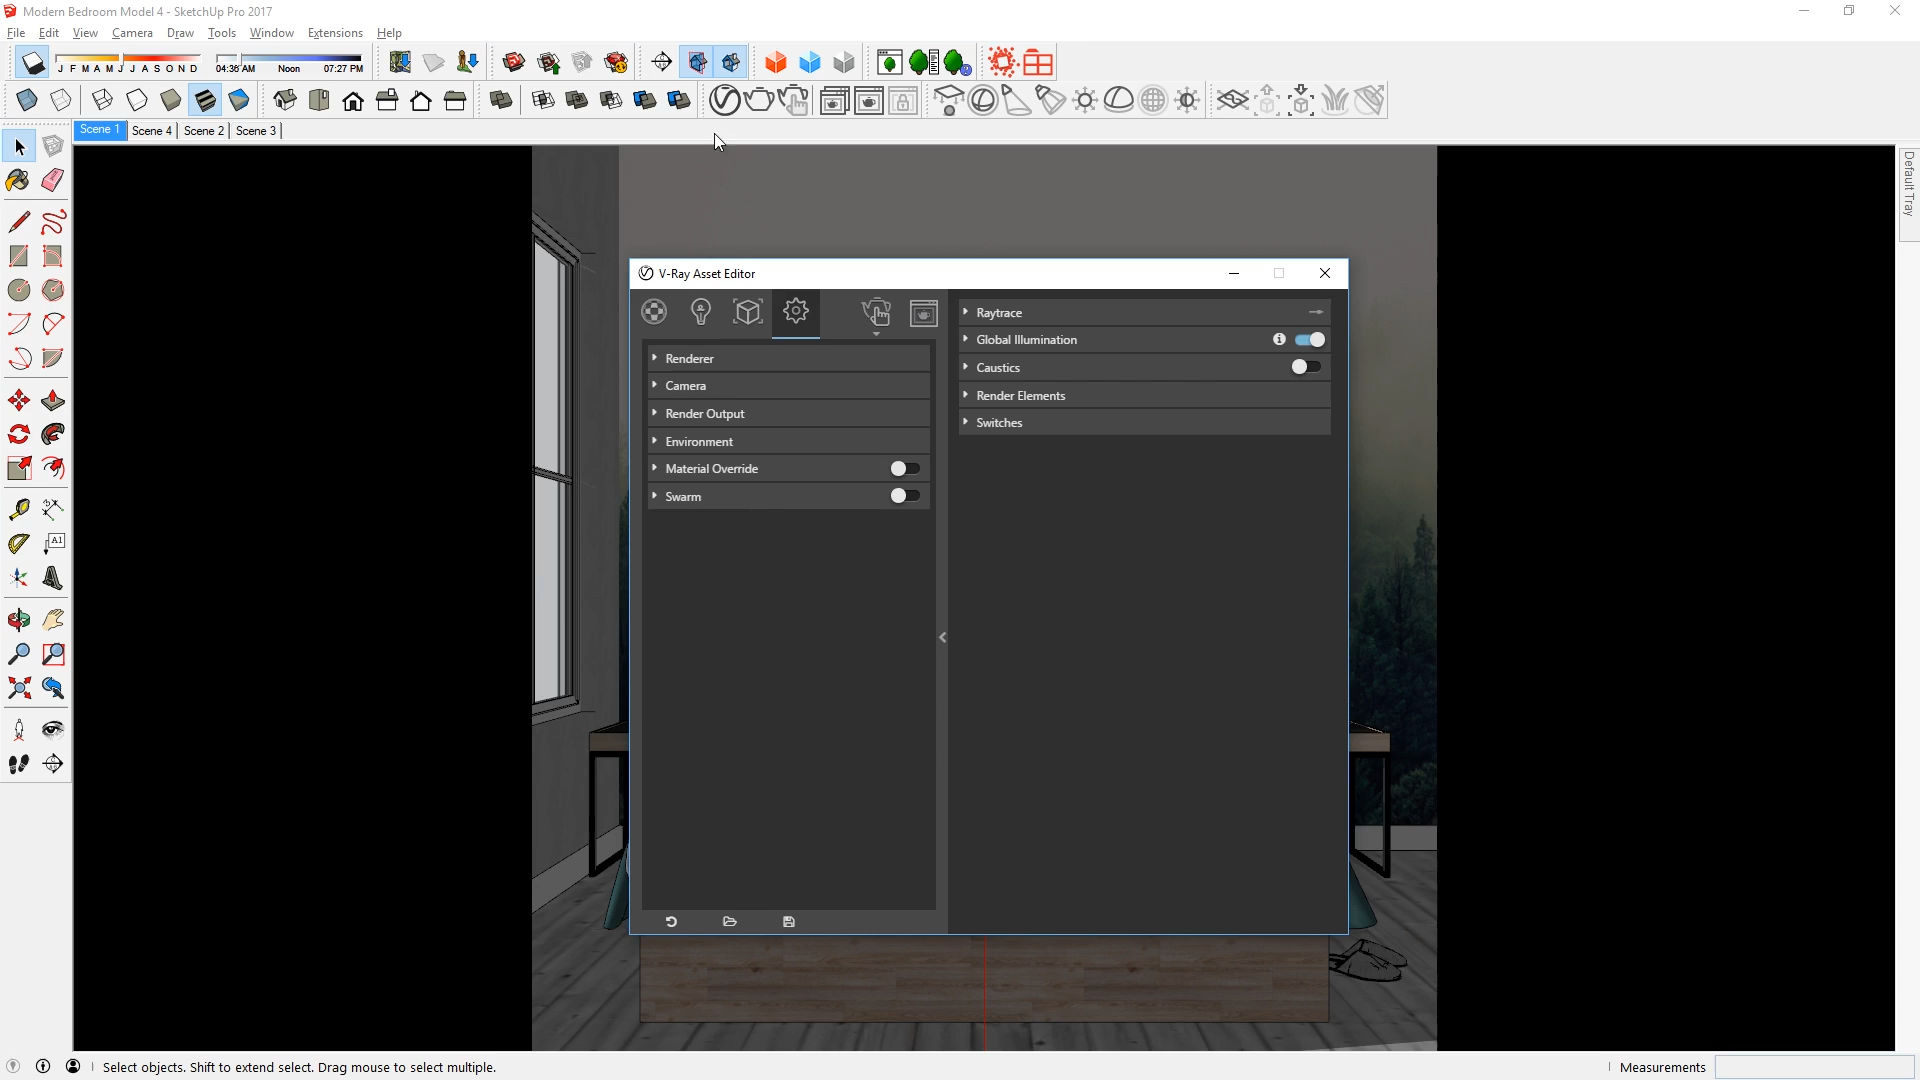 Modern Bedroom Model 4 - SketchUp Pro 2017
File Edit View Camera Draw Tools Window Extensions Help
J F M A M J J A S O N D 04:36 AM Noon 07:27 PM
Scene 1 Scene 4 Scene 2 Scene 3
Default Tray
V-Ray Asset Editor
Renderer
Camera
Render Output
Environment
Material Override
Swarm
Raytrace
Global Illumination
Caustics
Render Elements
Switches
A1
Select objects. Shift to extend select. Drag mouse to select multiple.
Measurements